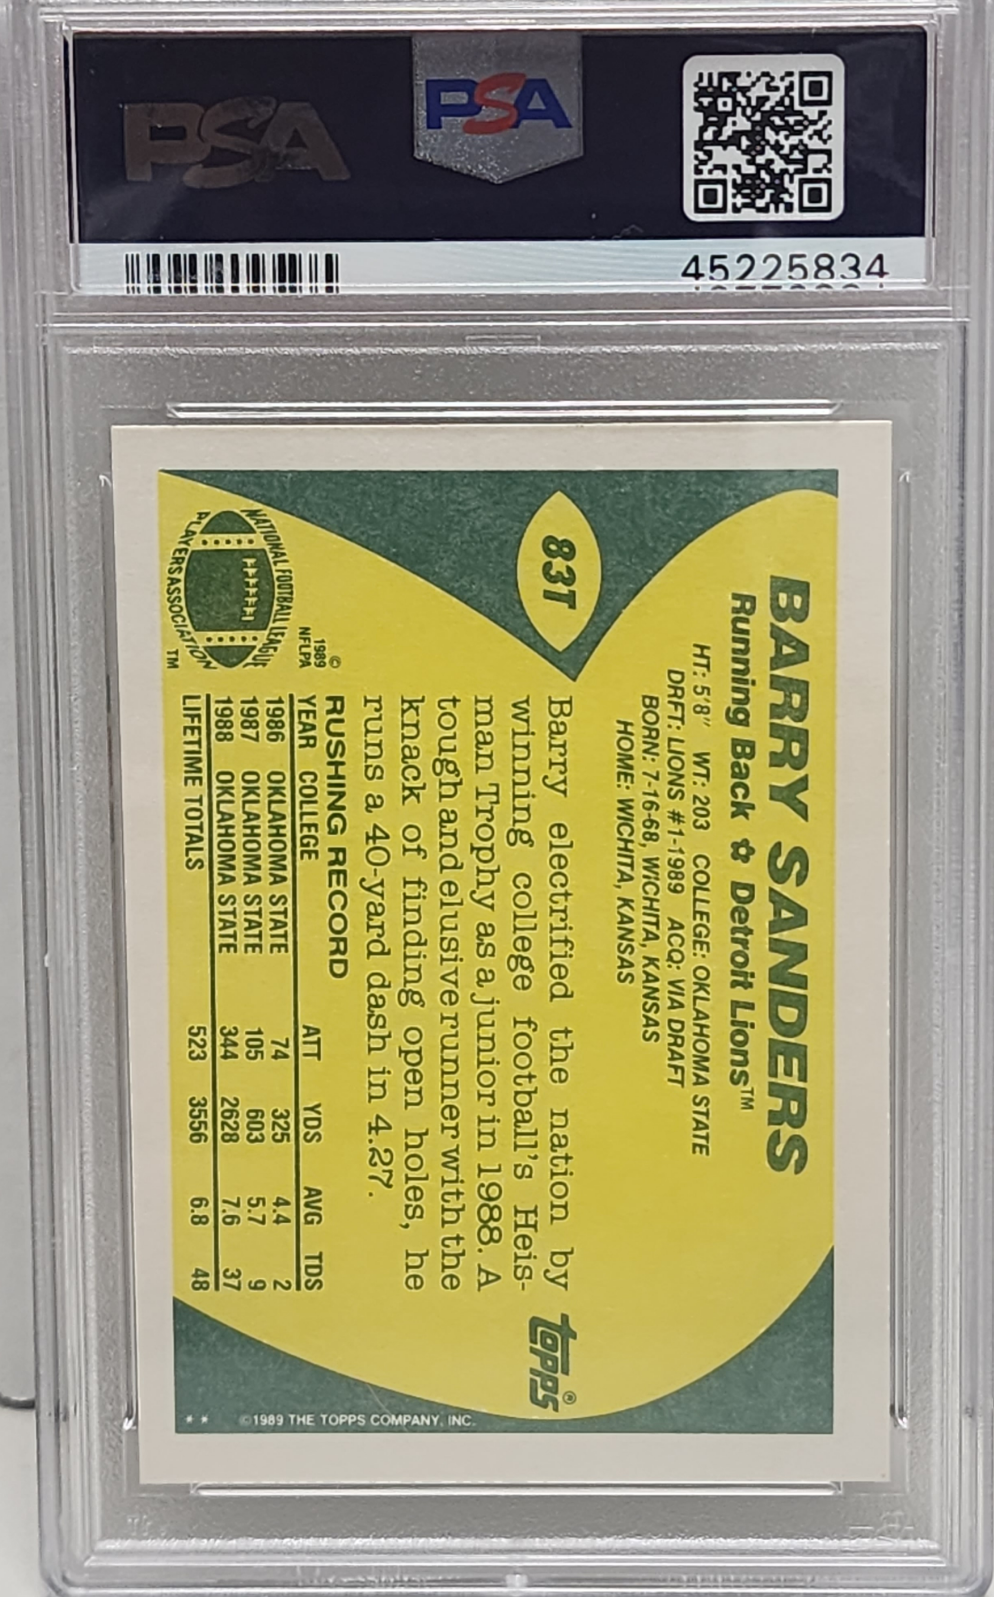 PSA
PSA
45225834
83T
BARRY SANDERS
Running Back ✿ Detroit Lions™
HT: 5'8" WT: 203 COLLEGE: OKLAHOMA STATE
DRFT: LIONS #1-1989 ACQ: VIA DRAFT
BORN: 7-16-68, WICHITA, KANSAS
HOME: WICHITA, KANSAS
Barry electrified the nation by
winning college football's Heis-
man Trophy as a junior in 1988. A
tough and elusive runner with the
knack of finding open holes, he
runs a 40-yard dash in 4.27.
topps®
NATIONAL FOOTBALL LEAGUE
PLAYERS ASSOCIATION
TM
©
1989
NFLPA
RUSHING RECORD
YEAR COLLEGE ATT YDS AVG TDS
1986 OKLAHOMA STATE 74 325 4.4 2
1987 OKLAHOMA STATE 105 603 5.7 9
1988 OKLAHOMA STATE 344 2628 7.6 37
LIFETIME TOTALS 523 3556 6.8 48
* * ©1989 THE TOPPS COMPANY, INC.